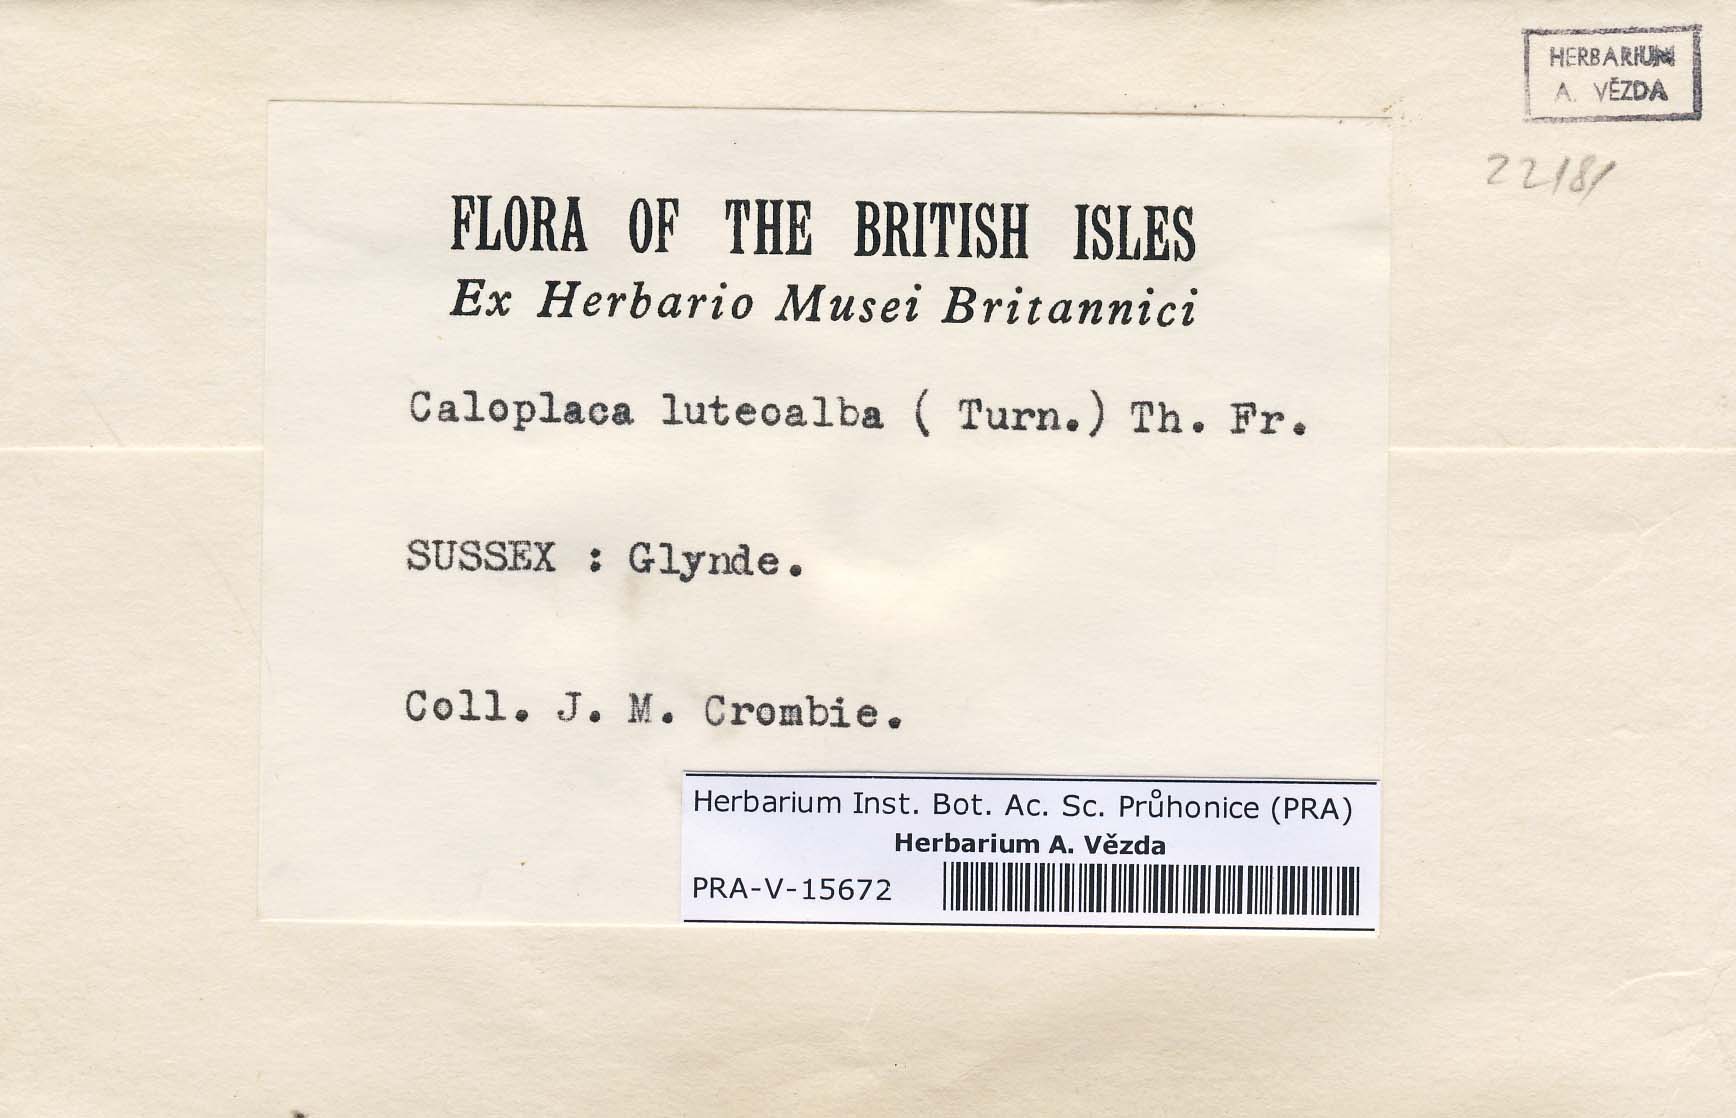 HERBARIUM
A. VĚZDA
22181
FLORA OF THE BRITISH ISLES
Ex Herbario Musei Britannici
Caloplaca luteoalba ( Turn.) Th. Fr.
SUSSEX : Glynde.
Coll. J. M. Crombie.
Herbarium Inst. Bot. Ac. Sc. Průhonice (PRA)
Herbarium A. Vězda
PRA-V-15672